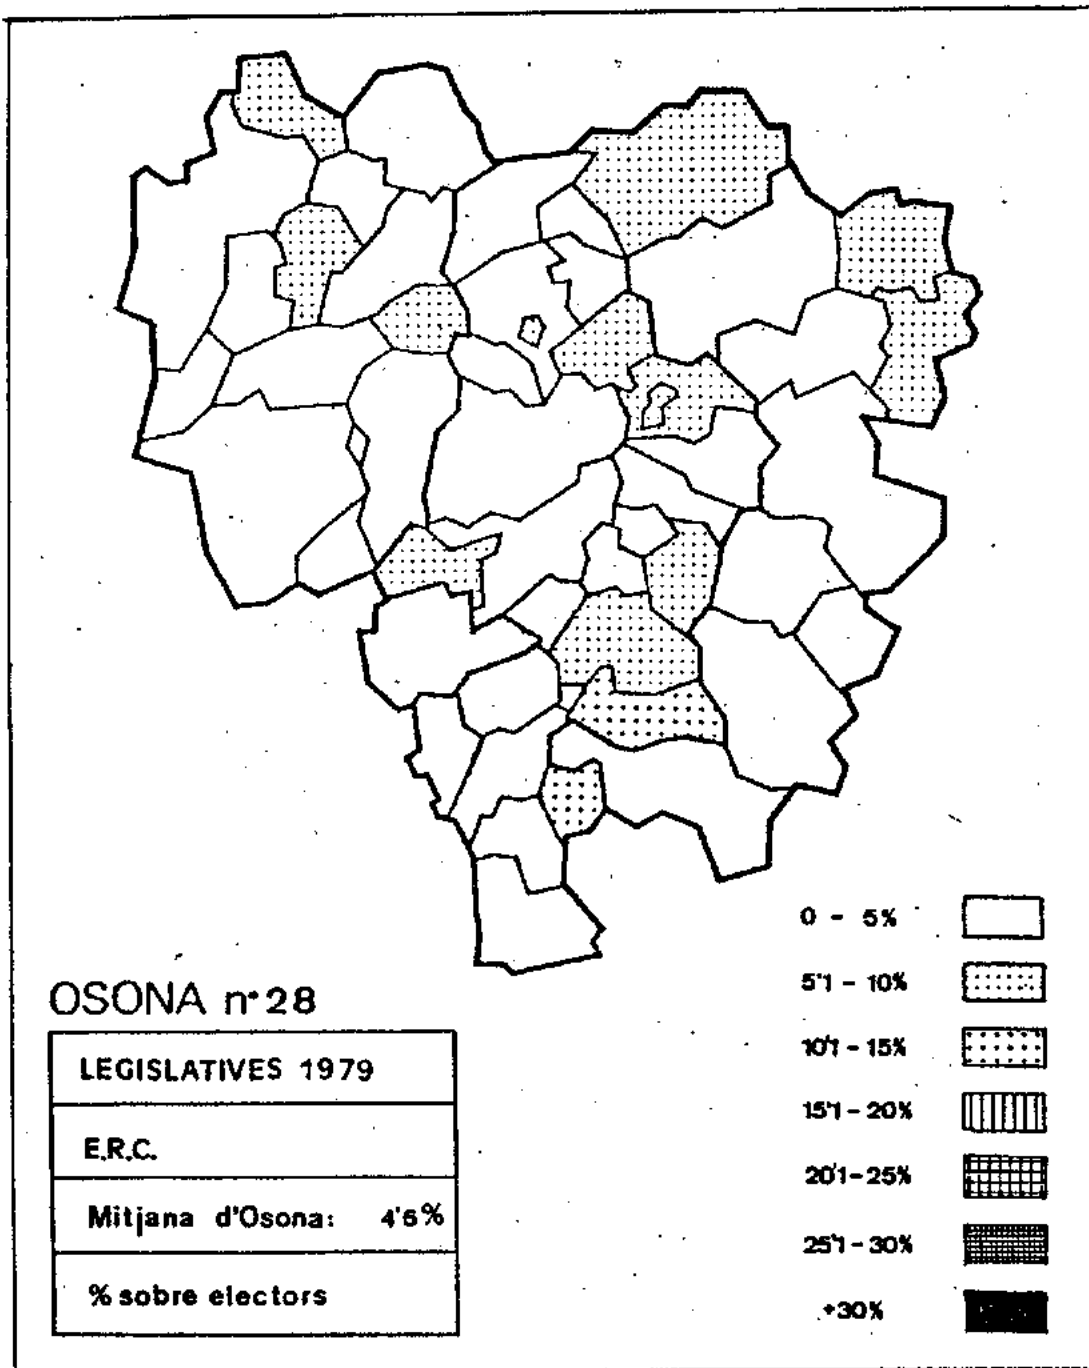 0 - 5%
5'1 - 10%
10'1 - 15%
15'1 - 20%
20'1 - 25%
25'1 - 30%
+30%
OSONA nº 28
LEGISLATIVES 1979
E.R.C.
Mitjana d'Osona: 4'6%
% sobre electors